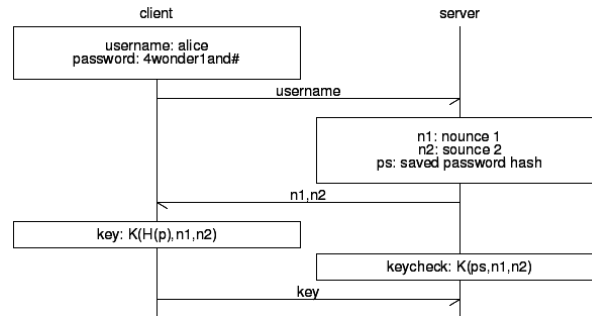 client
server
username: alice
password: 4wonder1and#
username
n1: nounce 1
n2: sounce 2
ps: saved password hash
n1,n2
key: K(H(p),n1,n2)
keycheck: K(ps,n1,n2)
key